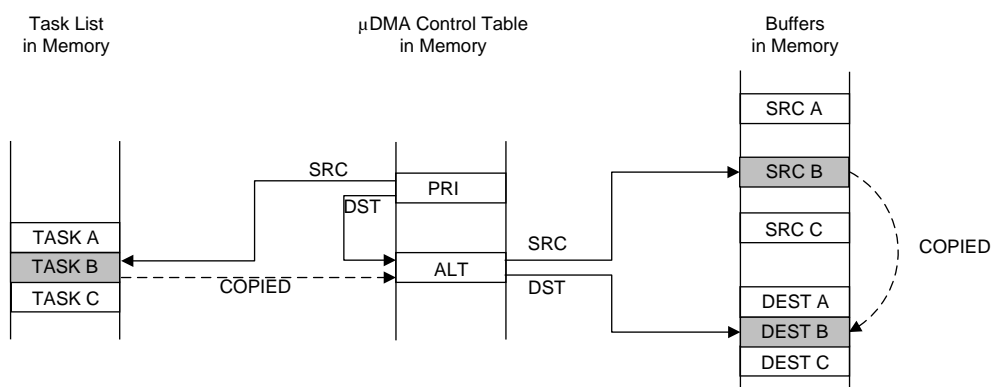 Task List
in Memory
μDMA Control Table
in Memory
Buffers
in Memory
SRC A
SRC
PRI
SRC B
DST
TASK A
SRC C
SRC
COPIED
TASK B
ALT
COPIED
DST
TASK C
DEST A
DEST B
DEST C